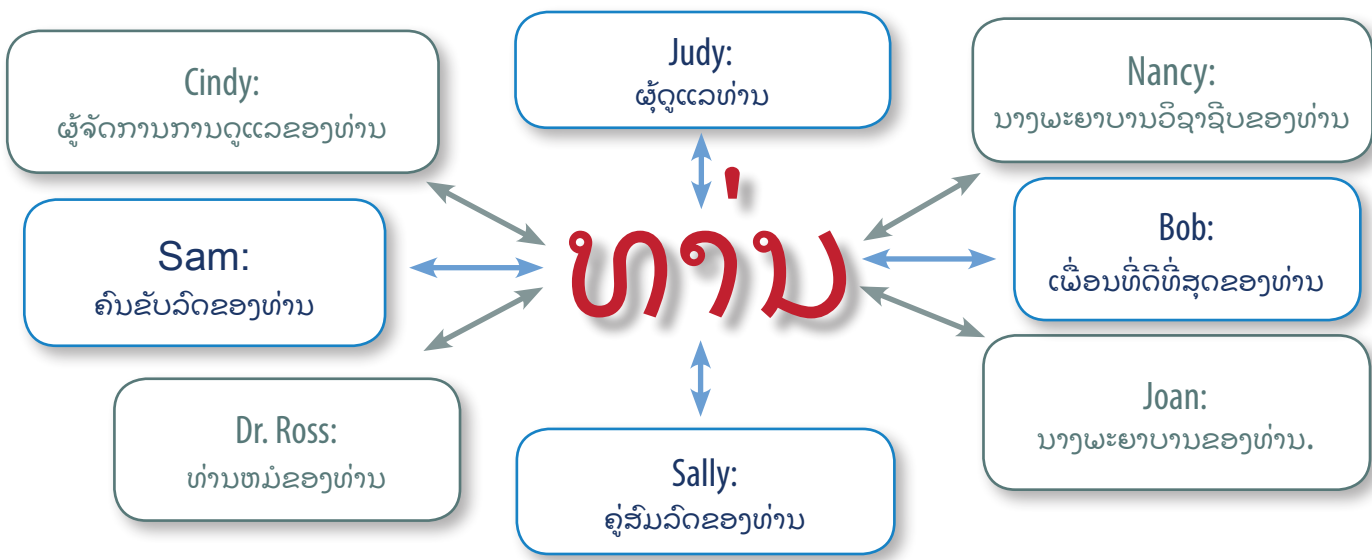 Cindy:
ຜູ້ຈັດການການດູແລຂອງທ່ານ
Judy:
ຜຸ້ດູແລທ່ານ
Nancy:
ນາງພະຍາບານວິຊາຊີບຂອງທ່ານ
Sam:
ຄົນຂັບລົດຂອງທ່ານ
ທ່ານ
Bob:
ເພື່ອນທີ່ດີທີ່ສຸດຂອງທ່ານ
Dr. Ross:
ທ່ານຫມໍຂອງທ່ານ
Sally:
ຄູ່ສົມລົດຂອງທ່ານ
Joan:
ນາງພະຍາບານຂອງທ່ານ.